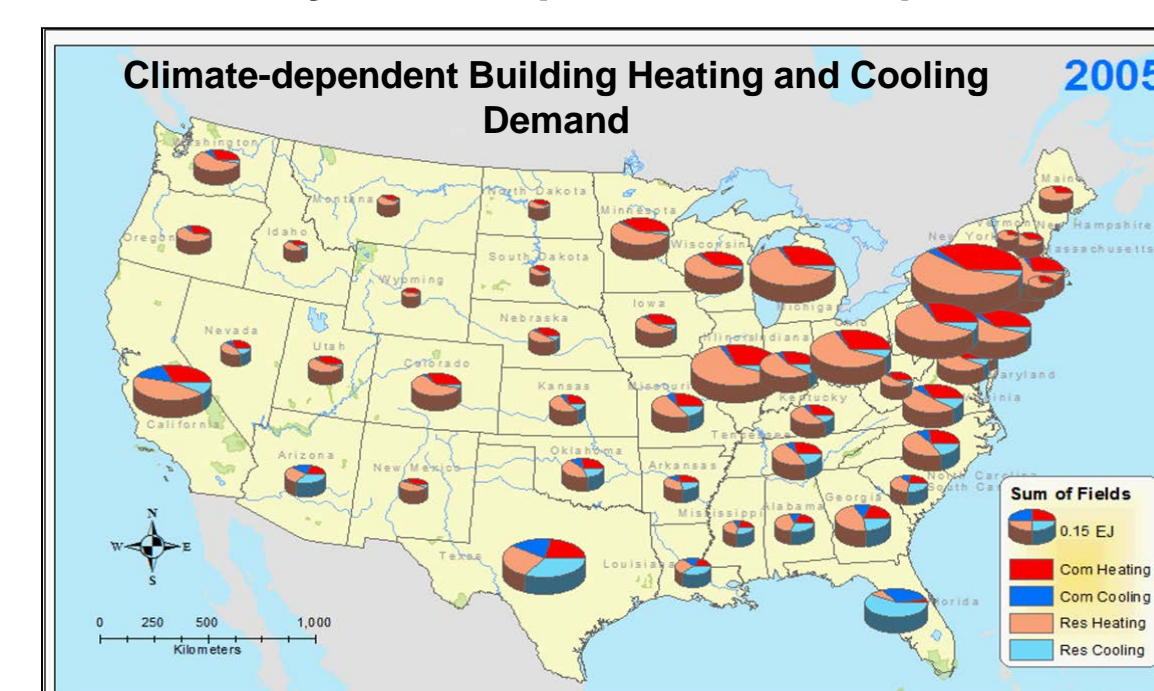 Climate-dependent Building Heating and Cooling
Demand
2005
Washington
Montana
North Dakota
Minnesota
Maine
Vermont
New Hampshire
New York
Massachusetts
Oregon
Idaho
South Dakota
Wisconsin
Wyoming
Michigan
Iowa
Nebraska
Nevada
Utah
Colorado
Illinois
Indiana
Ohio
Kansas
Missouri
Kentucky
Maryland
Virginia
California
Tennessee
Oklahoma
Arkansas
North Carolina
Arizona
New Mexico
Mississippi
Alabama
Georgia
South Car
Texas
Louisiana
Florida
N
W
E
S
0 250 500 1,000
Kilometers
Sum of Fields
0.15 EJ
Com Heating
Com Cooling
Res Heating
Res Cooling